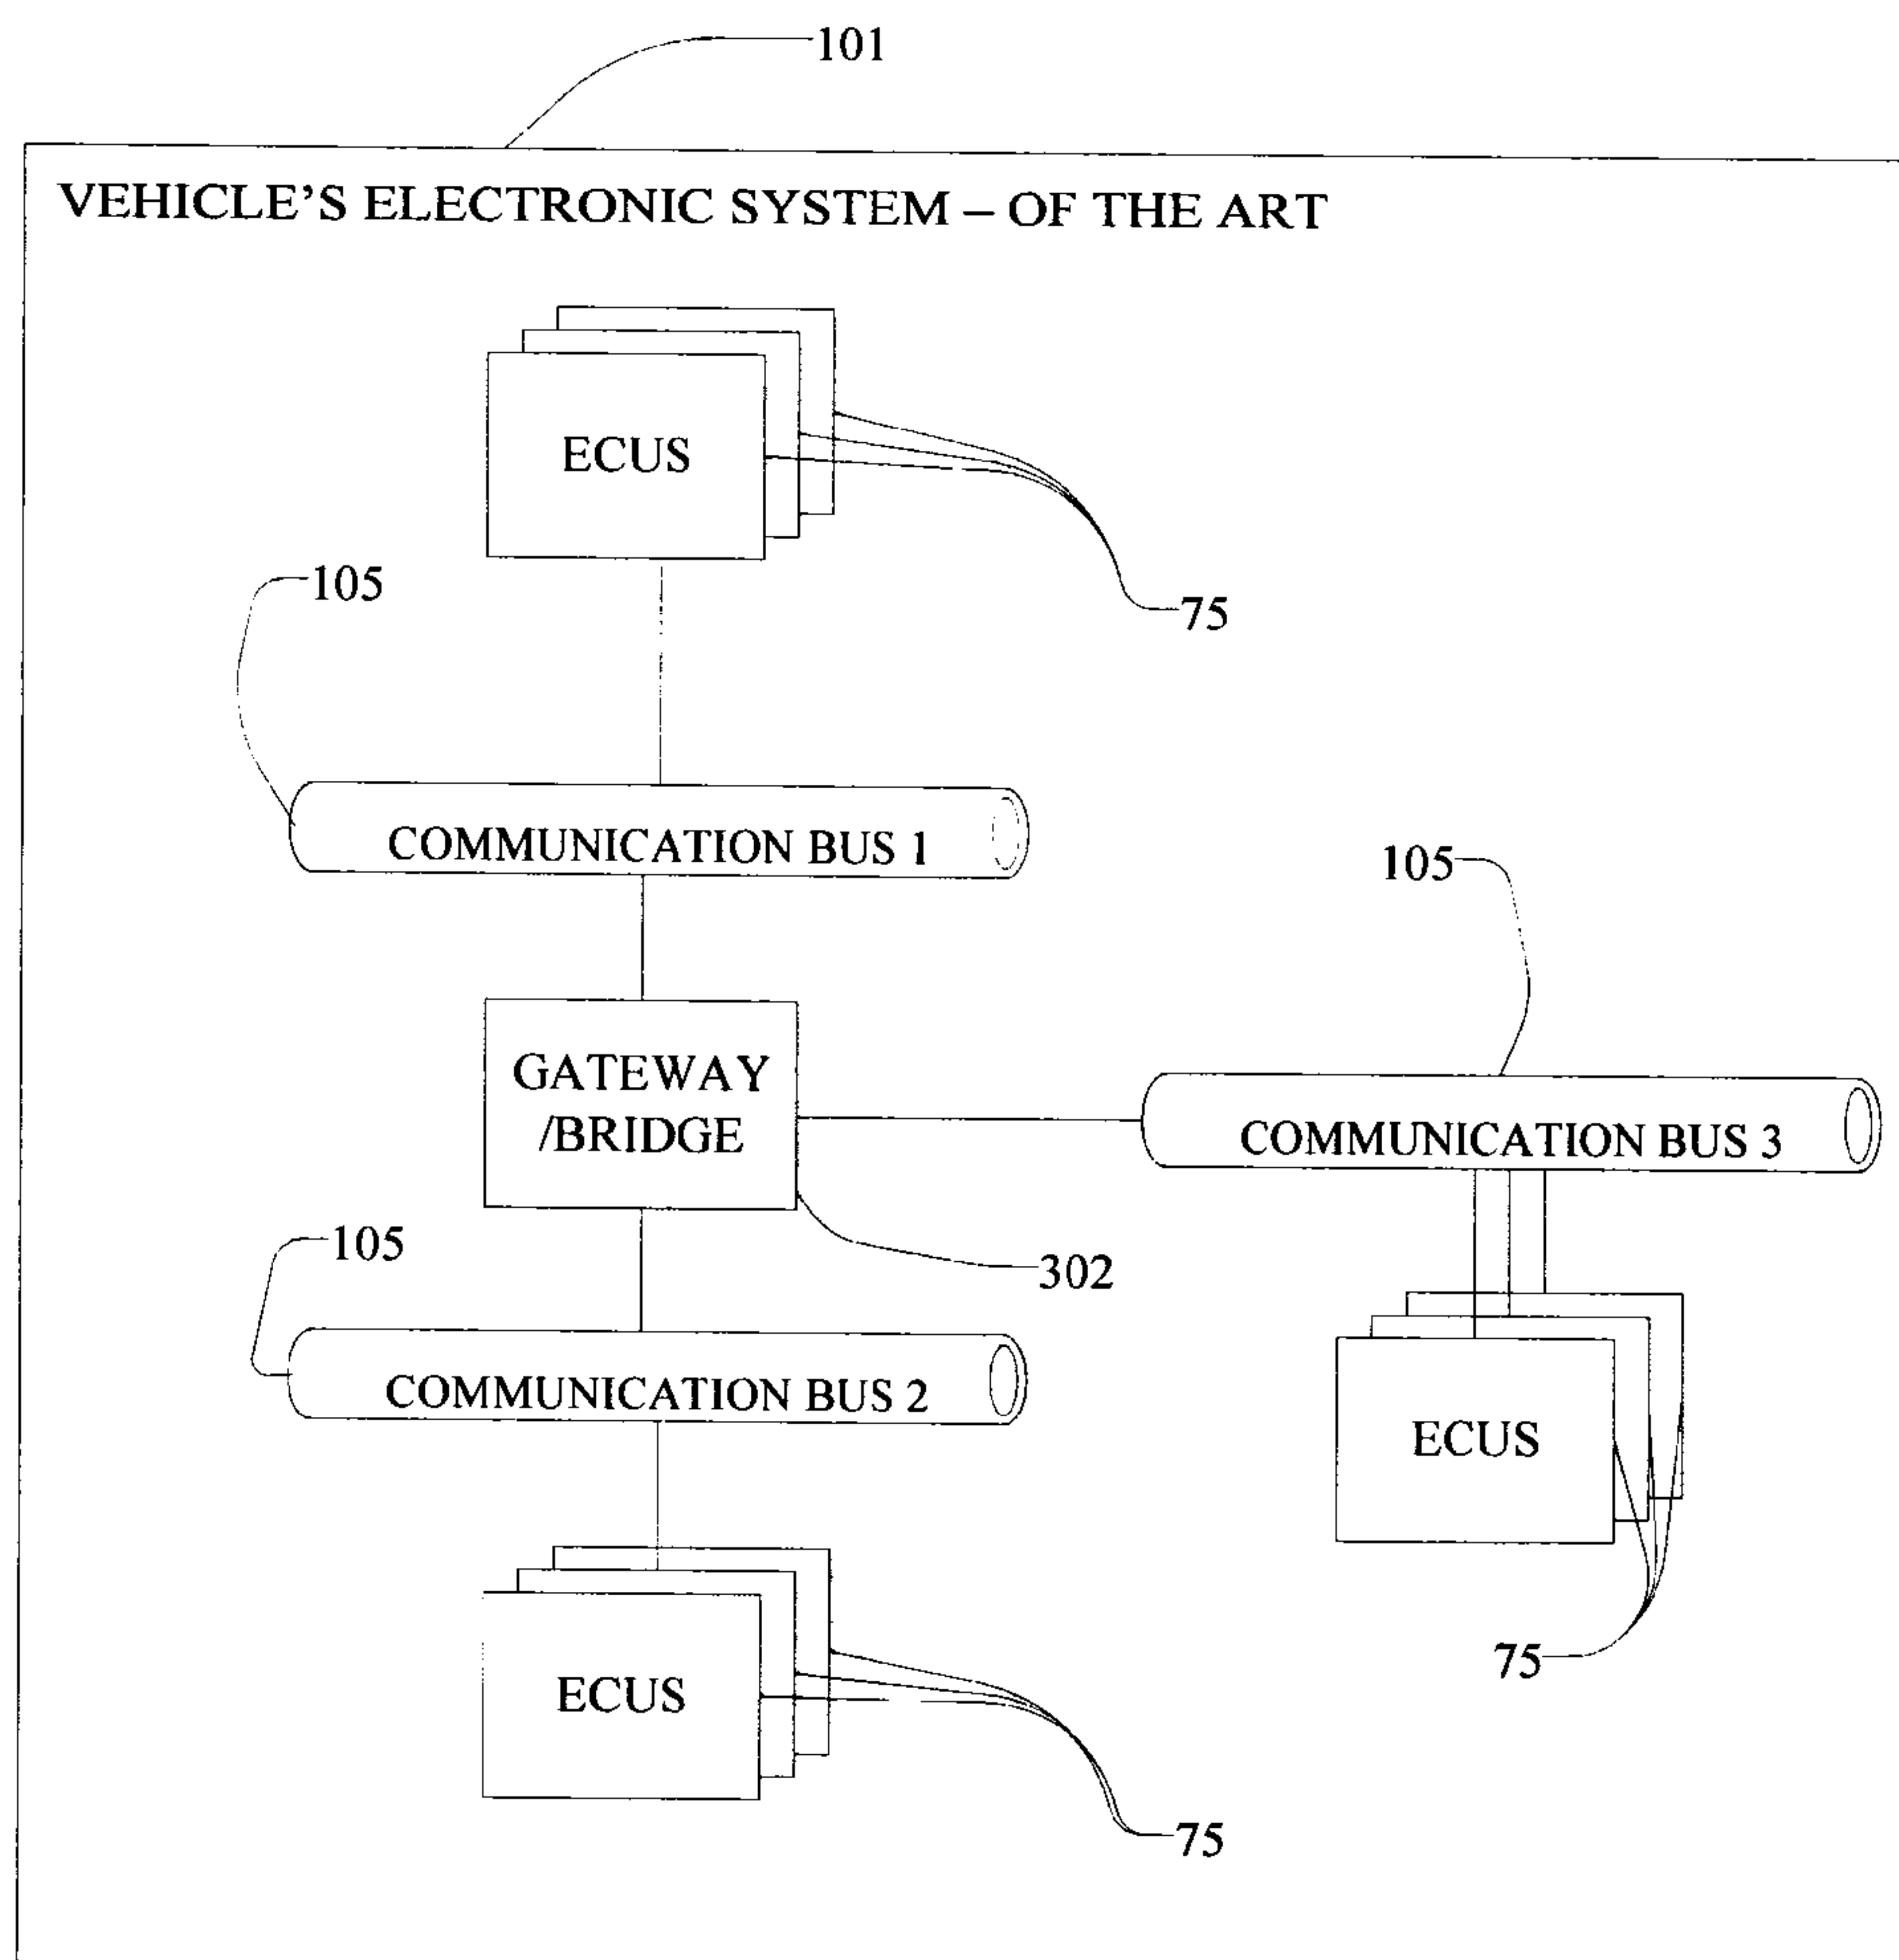 101
VEHICLE'S ELECTRONIC SYSTEM – OF THE ART
ECUS
105
75
COMMUNICATION BUS 1
105
GATEWAY
/BRIDGE
COMMUNICATION BUS 3
105
302
COMMUNICATION BUS 2
ECUS
75
ECUS
75